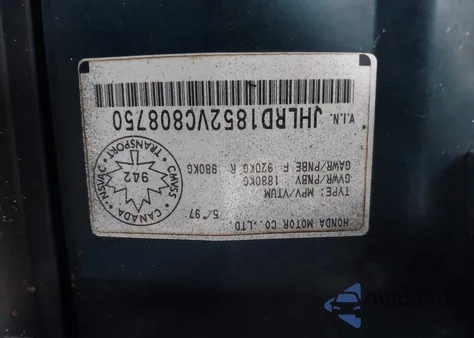 HONDA MOTOR CO.,LTD. 5/'97
TYPE: MPV/VTUM
GVWR/PNBV 1880KG
GAWR/PNBE F 920KG R 980KG
V.I.N. JHLRD1852VC808750
CANADA • TRANSPORT • CMVSS 942 NSVAC •